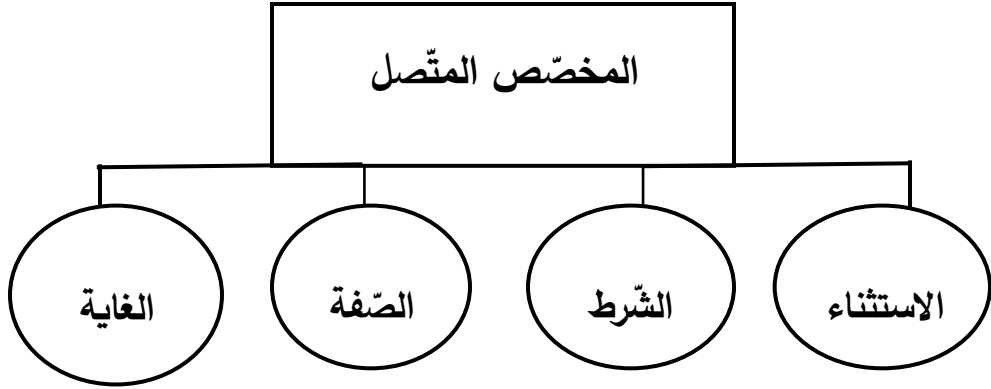 المخصّص المتّصل
الاستثناء
الشّرط
الصّفة
الغاية